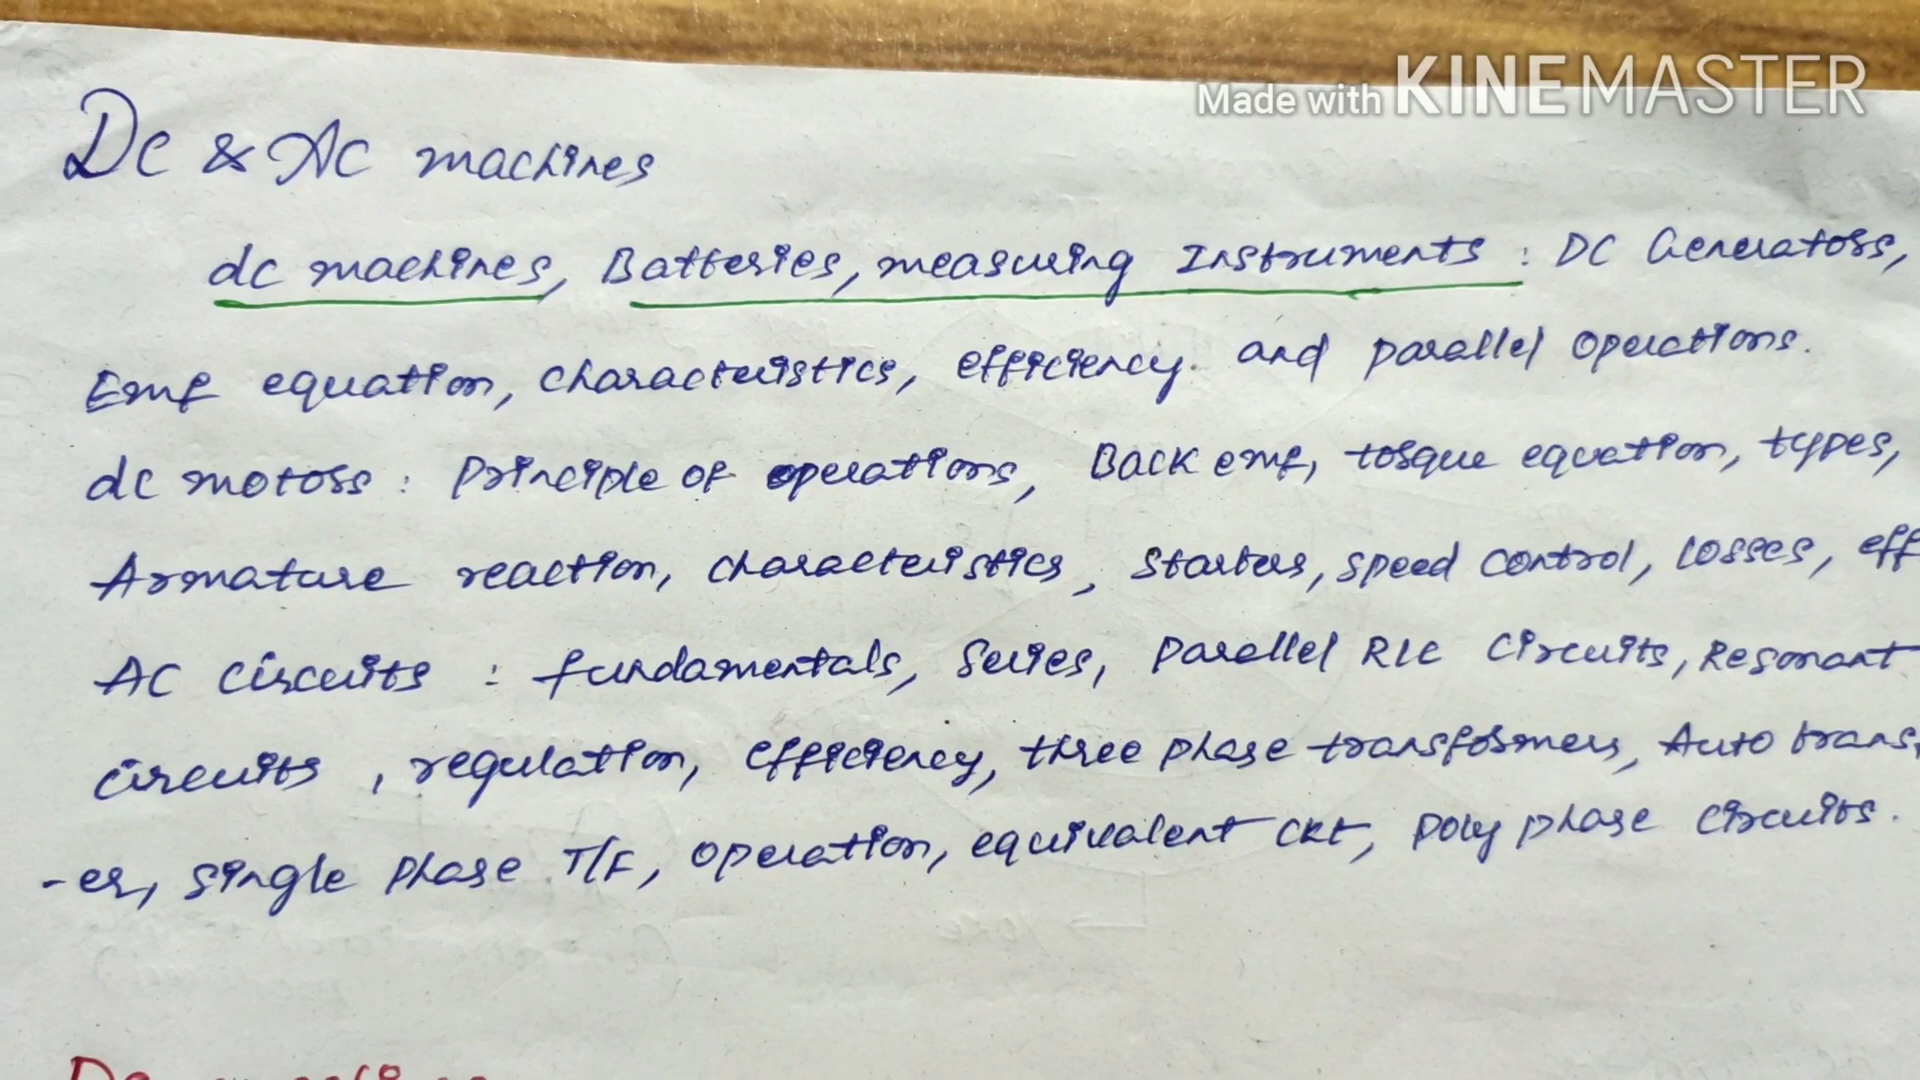 Made with KINEMASTER
DC & AC machines
dc machines, Batteries, measuring Instruments : DC Generators,
Emf equation, characteristics, efficiency. and parallel operations.
dc motors : principle of operations, Back emf, torque equation, types,
Armature reaction, characteristics, starters, speed control, losses, eff
AC circuits : fundamentals, series, parallel RLC circuits, Resonant
circuits, regulation, efficiency, three phase transformers, Auto trans
-er, single phase T/F, operation, equivalent CKt, poly phase circuits.